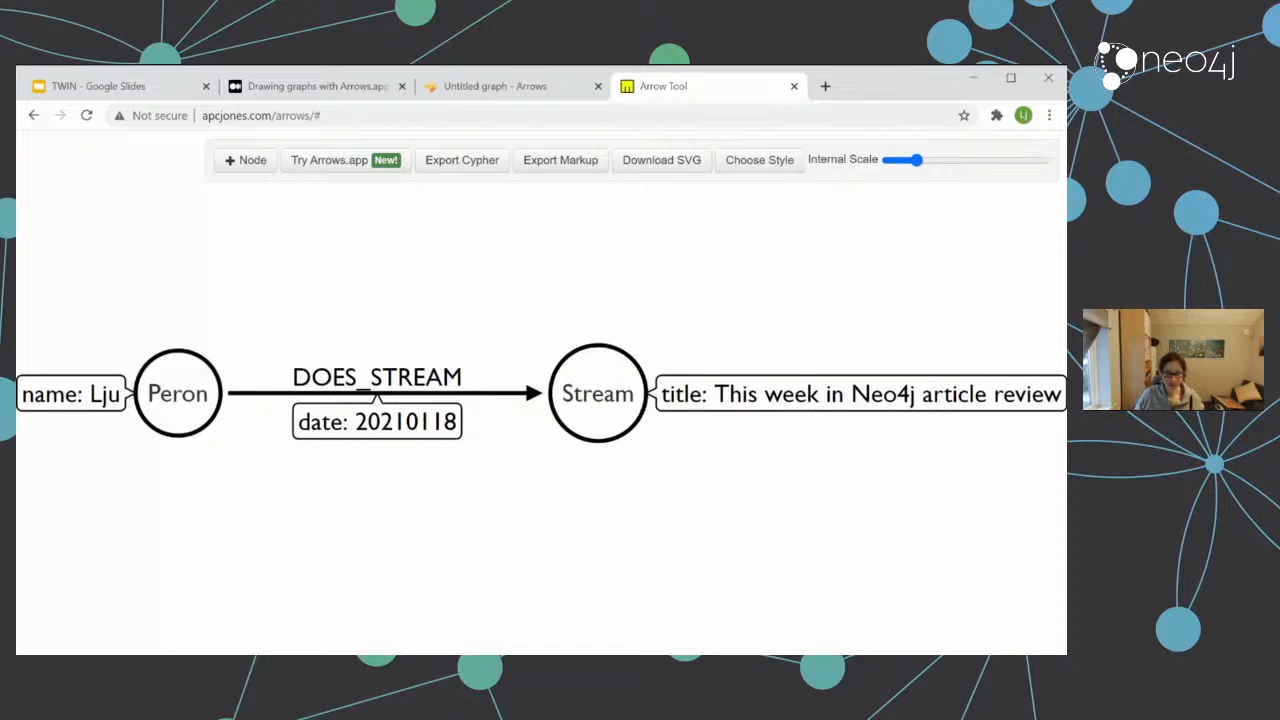 neo4j
TWIN - Google Slides
Drawing graphs with Arrows.app,
Untitled graph - Arrows
Arrow Tool
Not secure
apcjones.com/arrows/#
LJ
+ Node
Try Arrows.app New!
Export Cypher
Export Markup
Download SVG
Choose Style
Internal Scale
name: Lju
Peron
DOES_STREAM
date: 20210118
Stream
title: This week in Neo4j article review